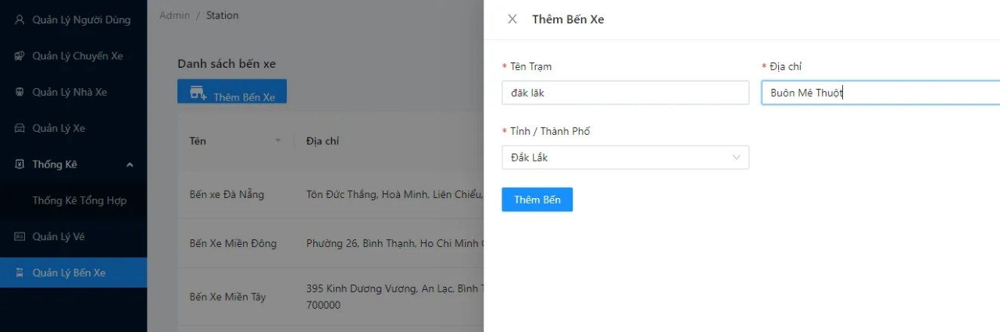 Quản Lý Người Dùng
Quản Lý Chuyến Xe
Quản Lý Nhà Xe
Quản Lý Xe
Thống Kê
Thống Kê Tổng Hợp
Quản Lý Vé
Quản Lý Bến Xe
Admin / Station
Danh sách bến xe
Thêm Bến Xe
Tên
Địa chỉ
Bến xe Đà Nẵng
Tôn Đức Thắng, Hoà Minh, Liên Chiểu,
Bến Xe Miền Đông
Phường 26, Bình Thạnh, Ho Chi Minh
Bến Xe Miền Tây
395 Kinh Dương Vương, An Lạc, Bình
700000
Thêm Bến Xe
* Tên Trạm
đăk lăk
* Địa chỉ
Buôn Mê Thuột
* Tỉnh / Thành Phố
Đắk Lắk
Thêm Bến